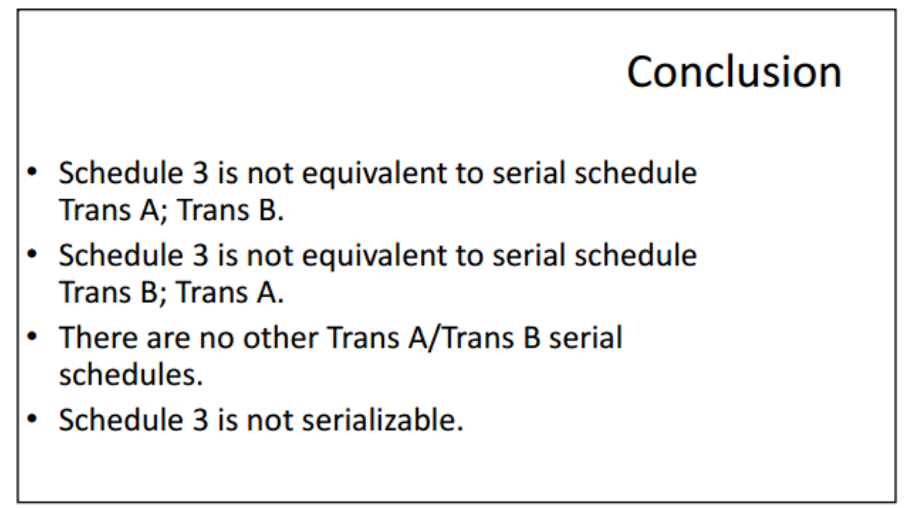 Conclusion
• Schedule 3 is not equivalent to serial schedule
Trans A; Trans B.
• Schedule 3 is not equivalent to serial schedule
Trans B; Trans A.
• There are no other Trans A/Trans B serial
schedules.
• Schedule 3 is not serializable.